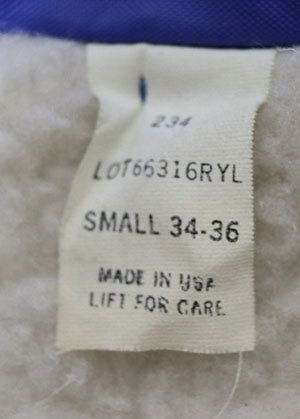 234
LOT66316RYL
SMALL 34-36
MADE IN USA
LIFT FOR CARE